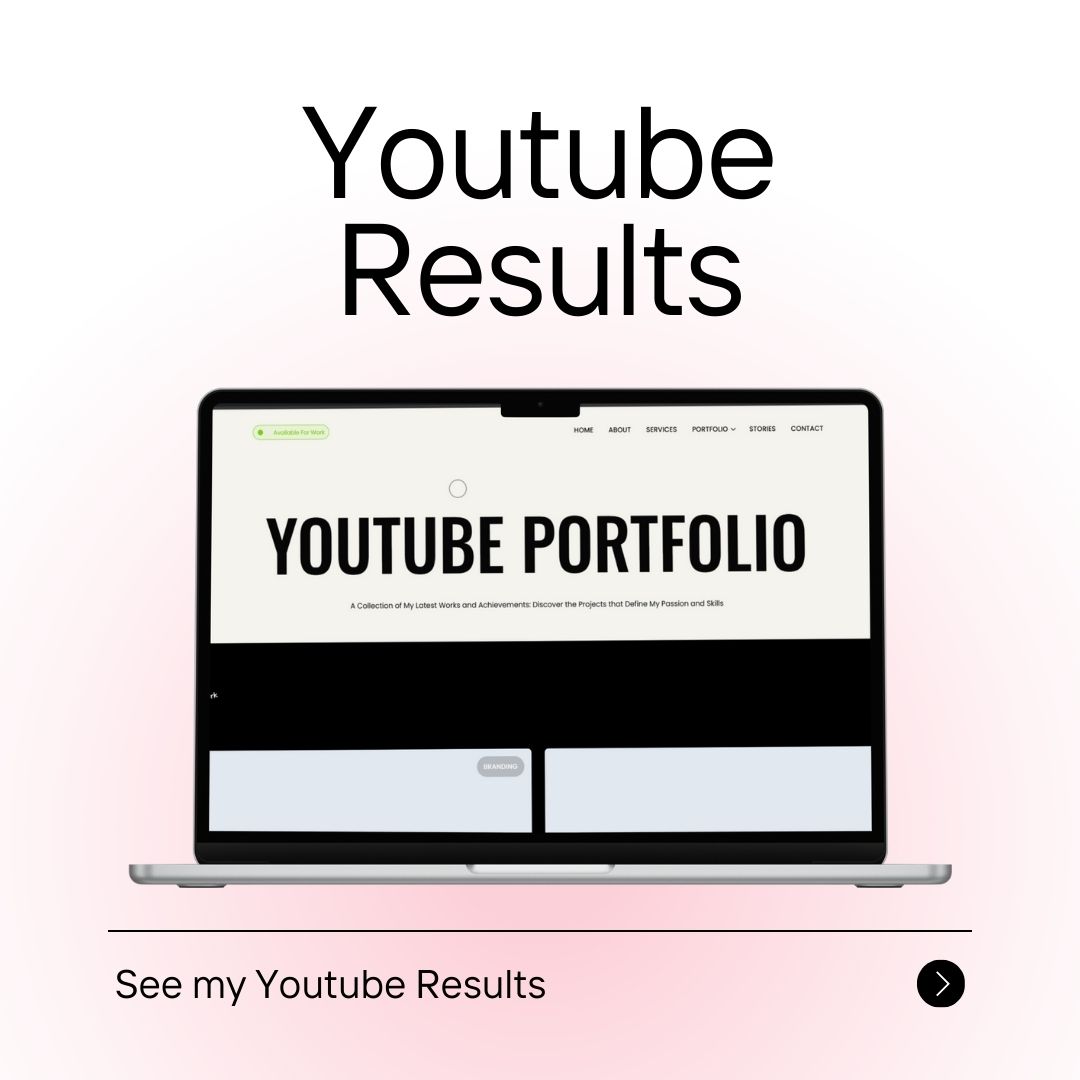 Youtube
Results
Available For Work
HOME ABOUT SERVICES PORTFOLIO STORIES CONTACT
YOUTUBE PORTFOLIO
A Collection of My Latest Works and Achievements: Discover the Projects that Define My Passion and Skills
rk
BRANDING
See my Youtube Results